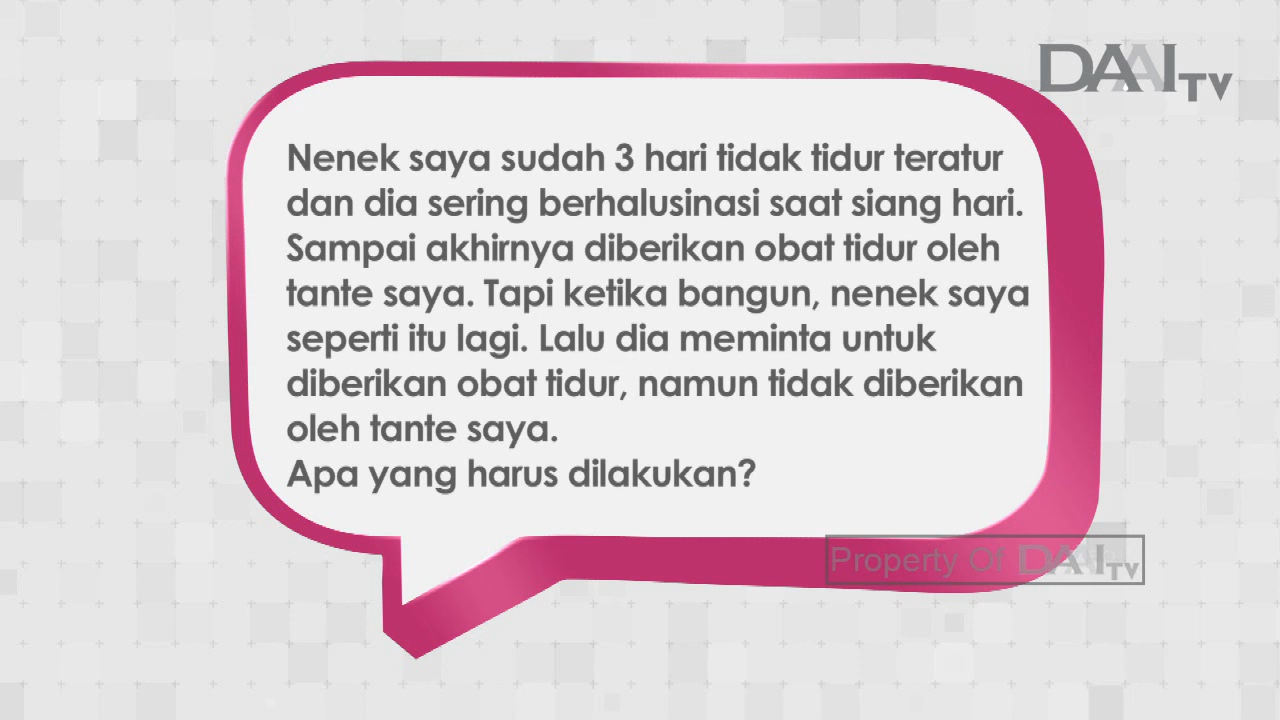 DAAI TV
Nenek saya sudah 3 hari tidak tidur teratur
dan dia sering berhalusinasi saat siang hari.
Sampai akhirnya diberikan obat tidur oleh
tante saya. Tapi ketika bangun, nenek saya
seperti itu lagi. Lalu dia meminta untuk
diberikan obat tidur, namun tidak diberikan
oleh tante saya.
Apa yang harus dilakukan?
Property Of DAAI TV